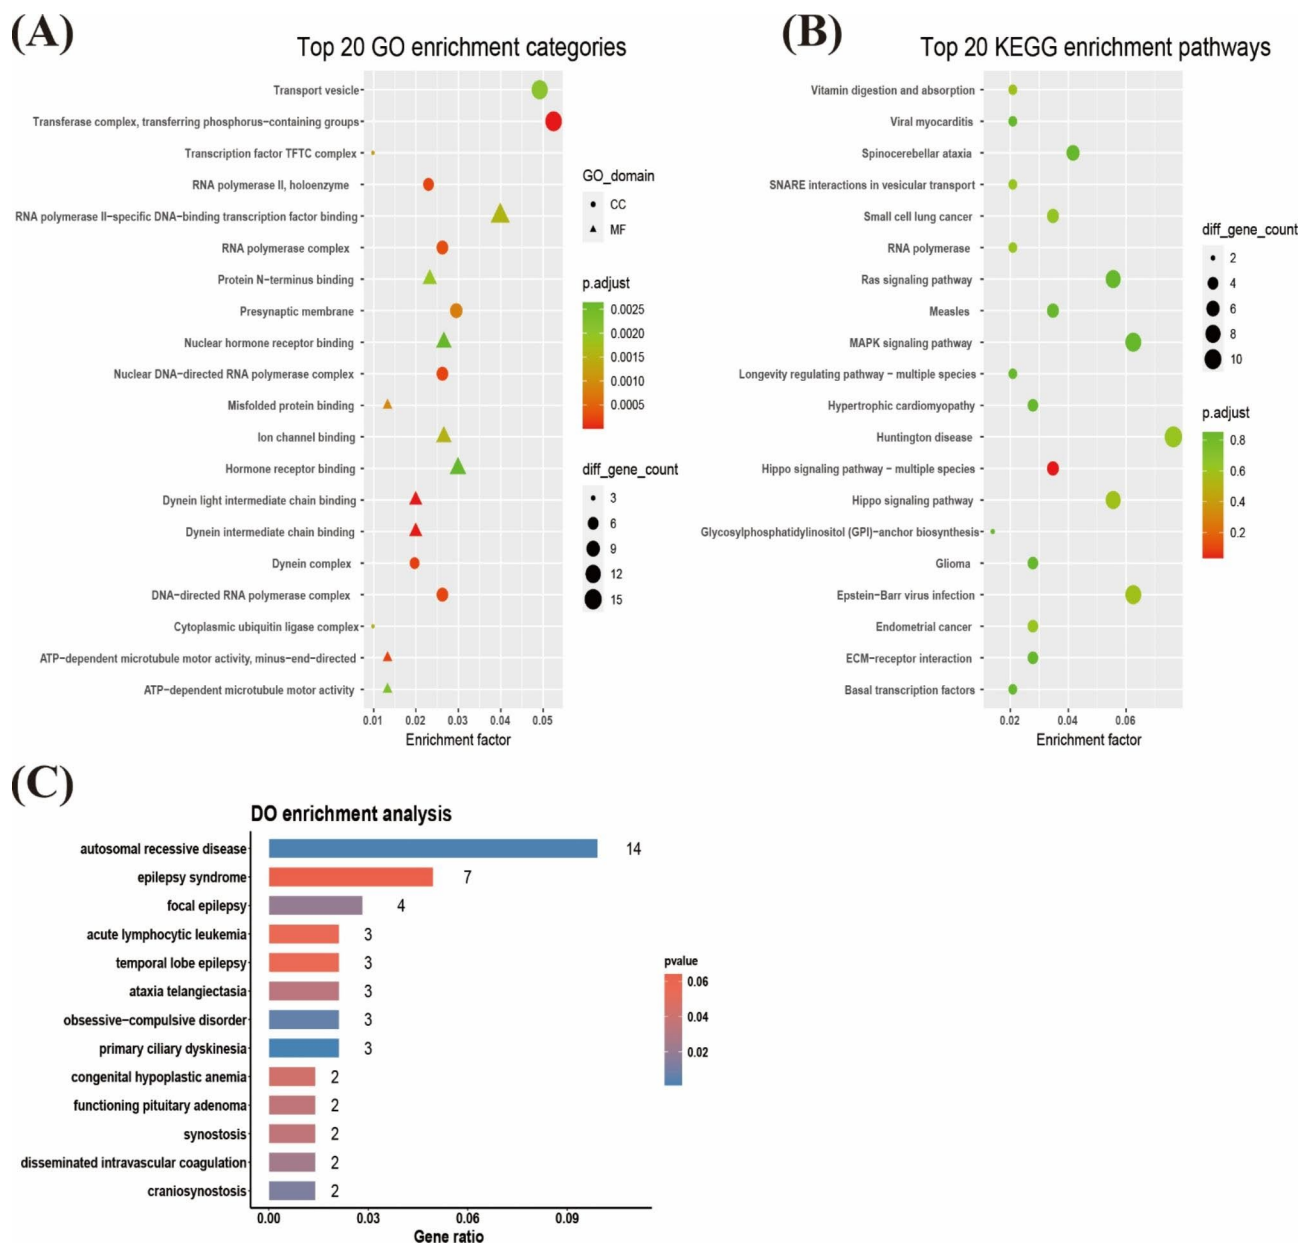 (A)
Top 20 GO enrichment categories
Transport vesicle
Transferase complex, transferring phosphorus-containing groups
Transcription factor TFTC complex
RNA polymerase II, holoenzyme
RNA polymerase II-specific DNA-binding transcription factor binding
RNA polymerase complex
Protein N-terminus binding
Presynaptic membrane
Nuclear hormone receptor binding
Nuclear DNA-directed RNA polymerase complex
Misfolded protein binding
Ion channel binding
Hormone receptor binding
Dynein light intermediate chain binding
Dynein intermediate chain binding
Dynein complex
DNA-directed RNA polymerase complex
Cytoplasmic ubiquitin ligase complex
ATP-dependent microtubule motor activity, minus-end-directed
ATP-dependent microtubule motor activity
0.01 0.02 0.03 0.04 0.05
Enrichment factor
GO_domain
CC
MF
p.adjust
0.0025
0.0020
0.0015
0.0010
0.0005
diff_gene_count
3
6
9
12
15
(B)
Top 20 KEGG enrichment pathways
Vitamin digestion and absorption
Viral myocarditis
Spinocerebellar ataxia
SNARE interactions in vesicular transport
Small cell lung cancer
RNA polymerase
Ras signaling pathway
Measles
MAPK signaling pathway
Longevity regulating pathway - multiple species
Hypertrophic cardiomyopathy
Huntington disease
Hippo signaling pathway - multiple species
Hippo signaling pathway
Glycosylphosphatidylinositol (GPI)-anchor biosynthesis
Glioma
Epstein-Barr virus infection
Endometrial cancer
ECM-receptor interaction
Basal transcription factors
0.02 0.04 0.06
Enrichment factor
diff_gene_count
2
4
6
8
10
p.adjust
0.8
0.6
0.4
0.2
(C)
DO enrichment analysis
autosomal recessive disease 14
epilepsy syndrome 7
focal epilepsy 4
acute lymphocytic leukemia 3
temporal lobe epilepsy 3
ataxia telangiectasia 3
obsessive-compulsive disorder 3
primary ciliary dyskinesia 3
congenital hypoplastic anemia 2
functioning pituitary adenoma 2
synostosis 2
disseminated intravascular coagulation 2
craniosynostosis 2
0.00 0.03 0.06 0.09
Gene ratio
pvalue
0.06
0.04
0.02